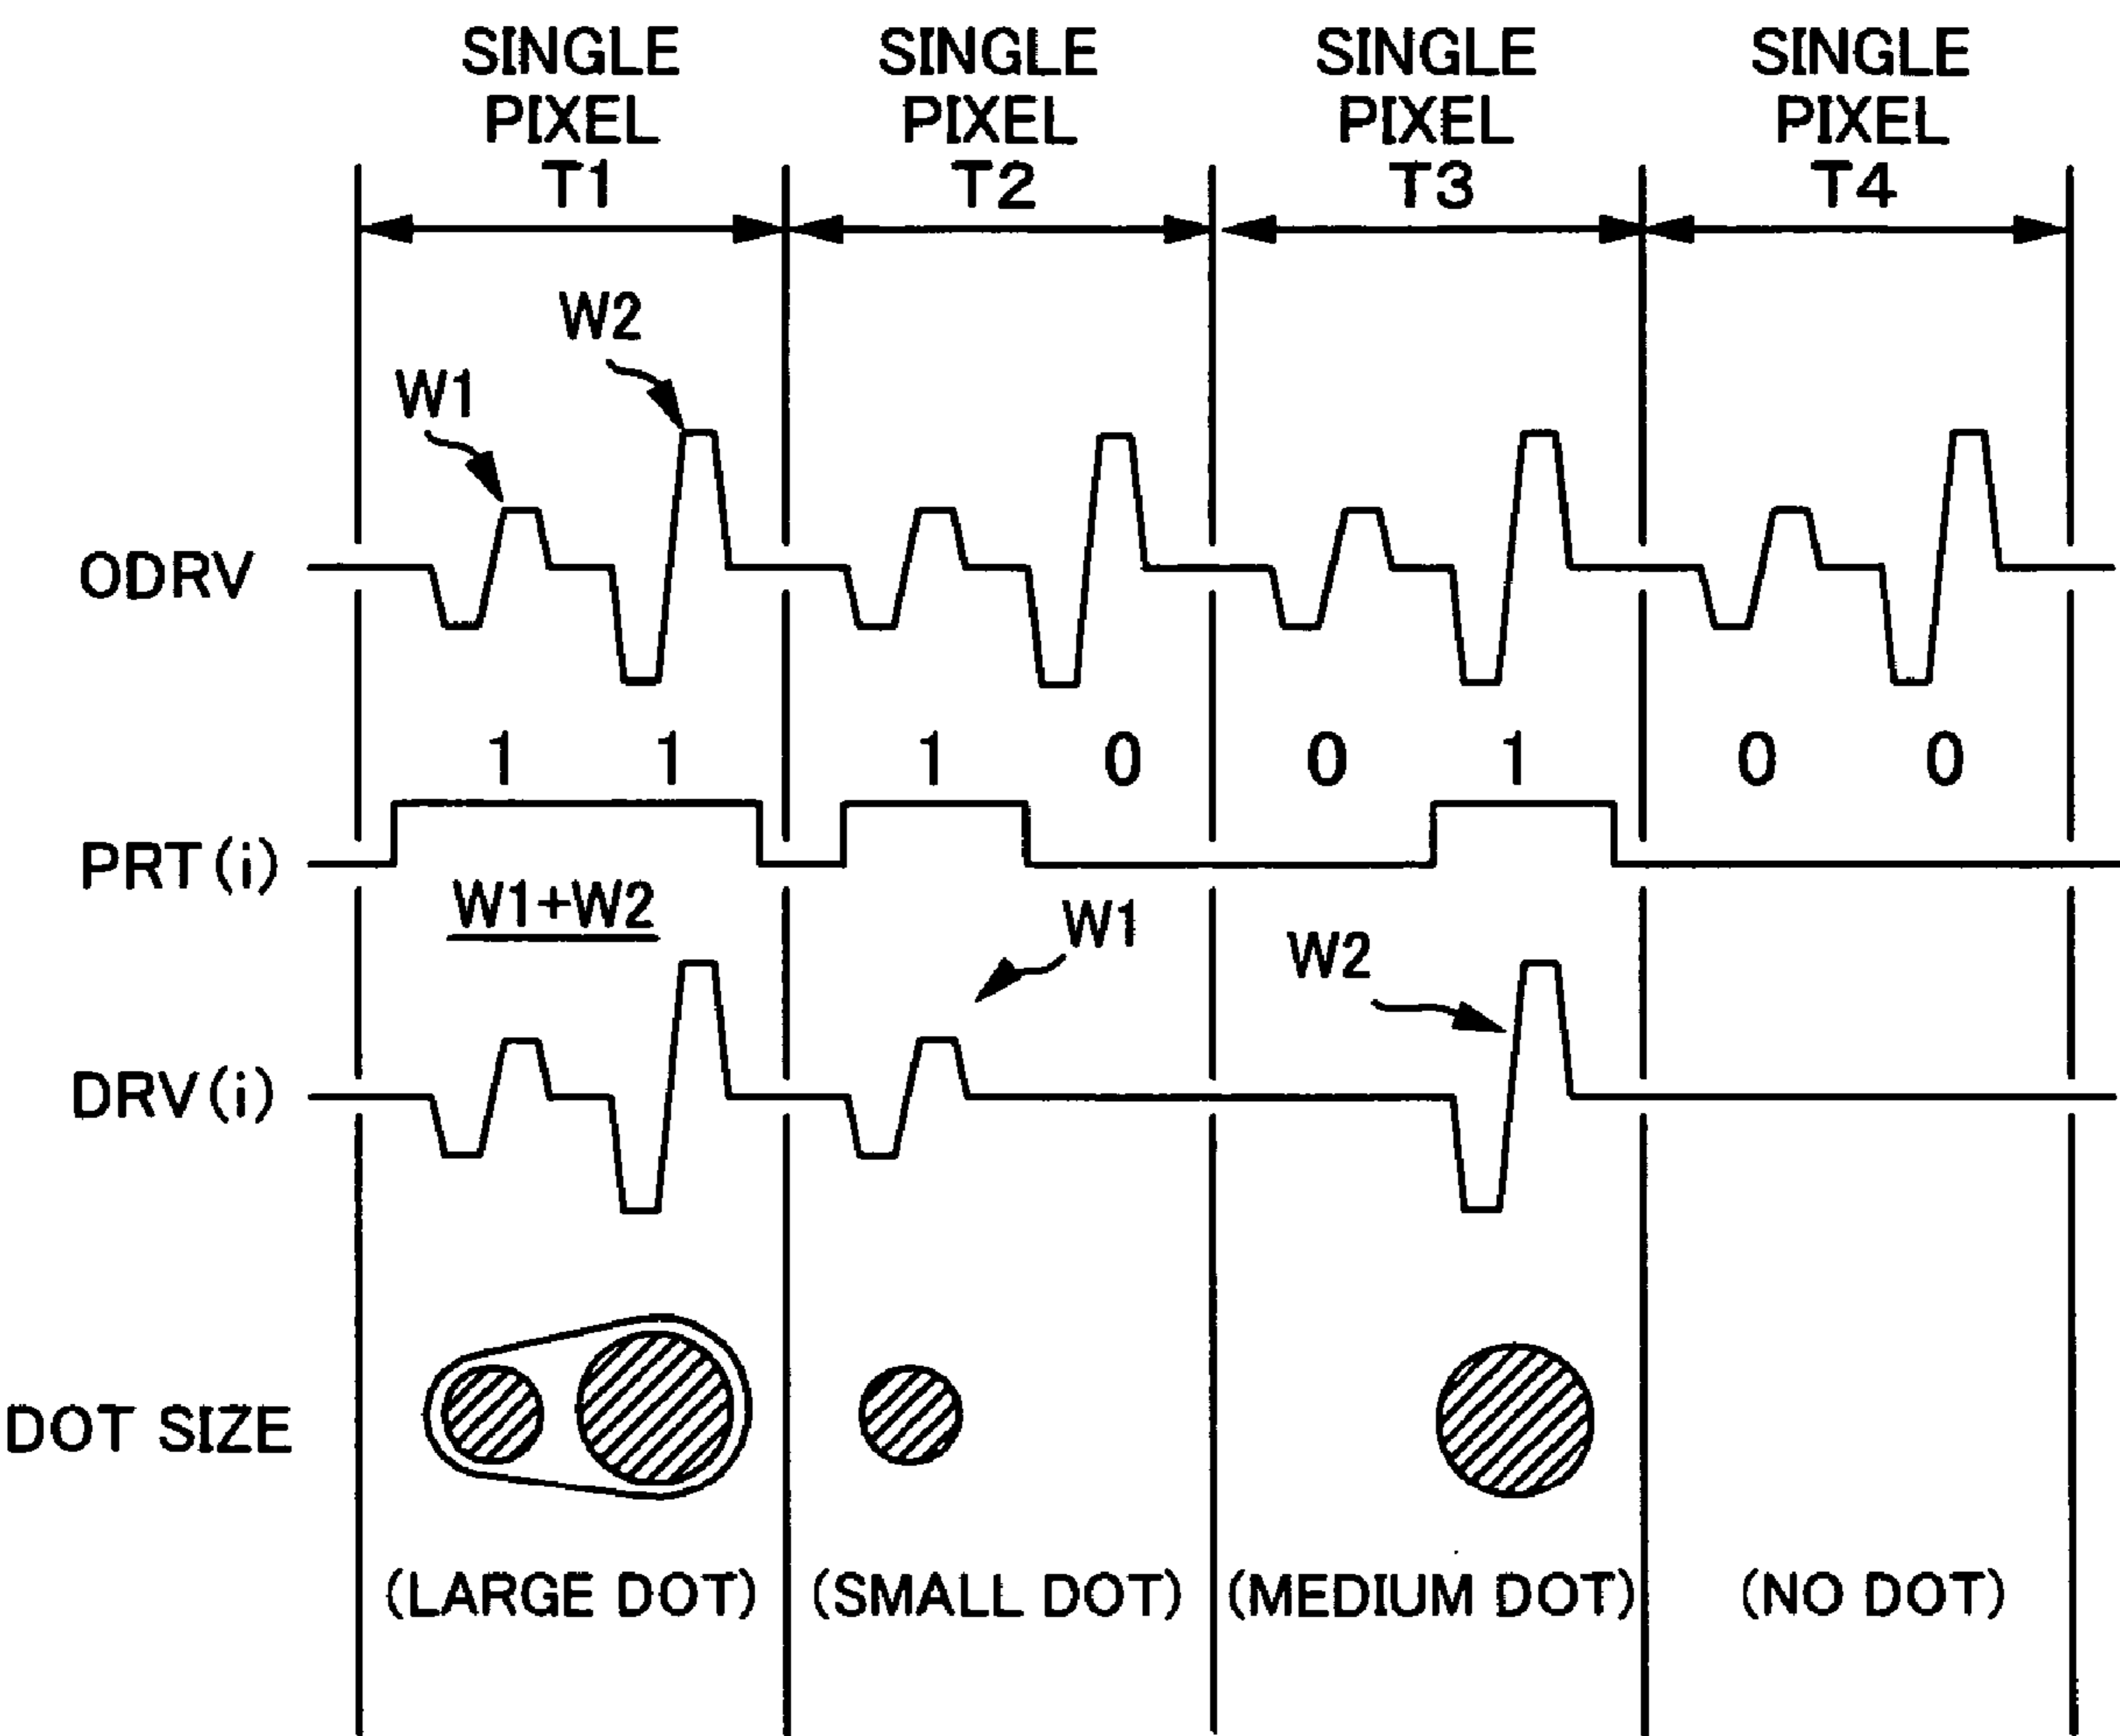 SINGLE PIXEL T1
SINGLE PIXEL T2
SINGLE PIXEL T3
SINGLE PIXEL T4
W1
W2
ODRV
1 1 1 0 0 1 0 0
PRT(i)
W1+W2
W1
W2
DRV(i)
DOT SIZE
(LARGE DOT) (SMALL DOT) (MEDIUM DOT) (NO DOT)